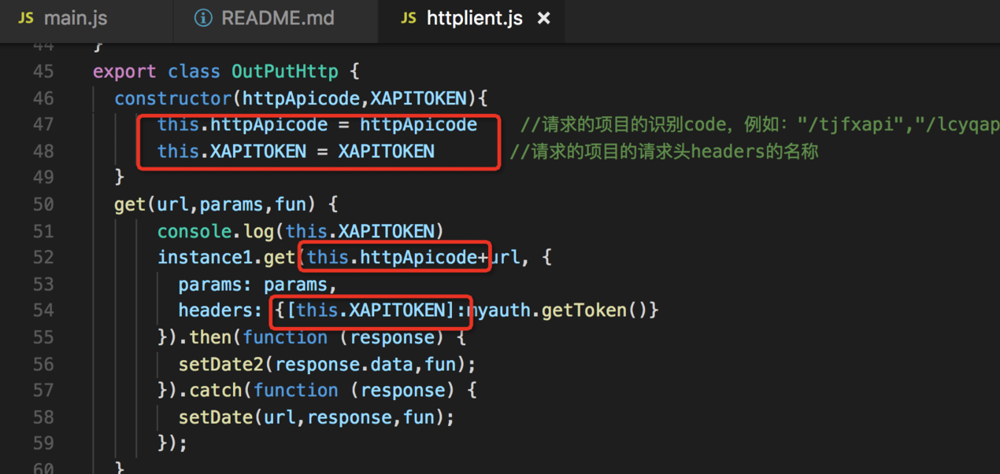 JS main.js README.md JS httplient.js ×
44 }
45 export class OutPutHttp {
46 constructor(httpApicode,XAPITOKEN){
47 this.httpApicode = httpApicode //请求的项目的识别code，例如："/tjfxapi","/lcyqap
48 this.XAPITOKEN = XAPITOKEN //请求的项目的请求头headers的名称
49 }
50 get(url,params,fun) {
51 console.log(this.XAPITOKEN)
52 instance1.get(this.httpApicode+url, {
53 params: params,
54 headers: {[this.XAPITOKEN]:myauth.getToken()}
55 }).then(function (response) {
56 setDate2(response.data,fun);
57 }).catch(function (response) {
58 setDate(url,response,fun);
59 });
60 }